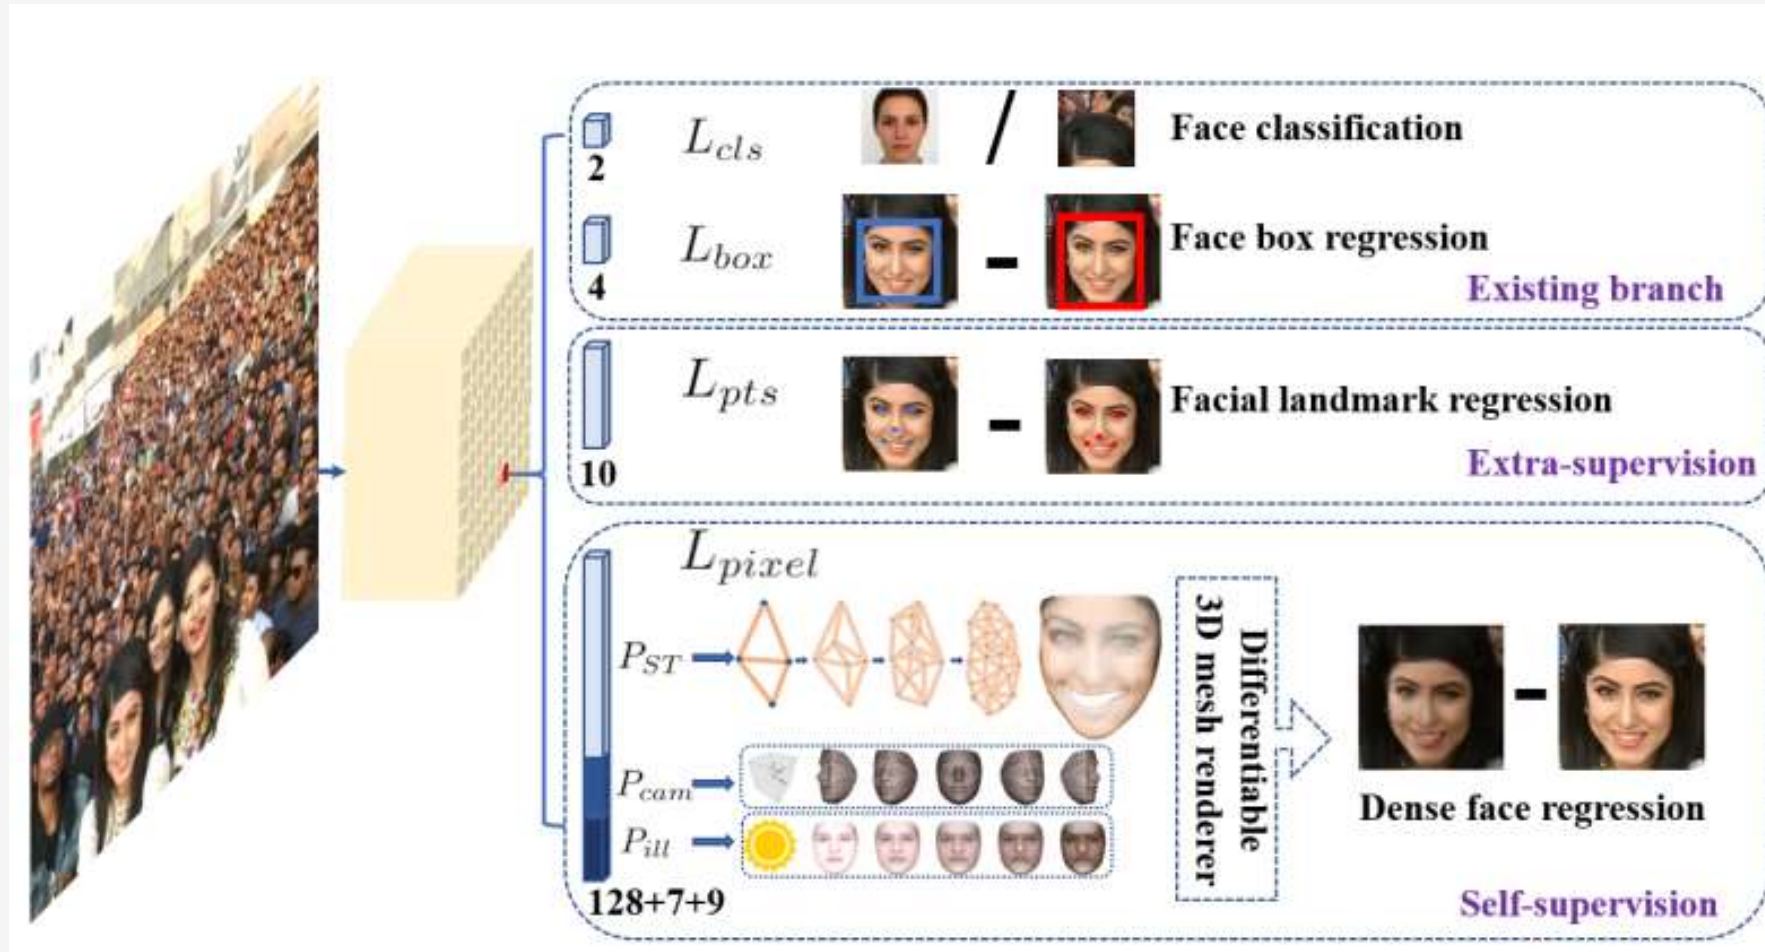 L_cls
Face classification
2
L_box
Face box regression
4
Existing branch
L_pts
Facial landmark regression
10
Extra-supervision
L_pixel
P_ST
P_cam
P_ill
128+7+9
Differentiable
3D mesh renderer
Dense face regression
Self-supervision